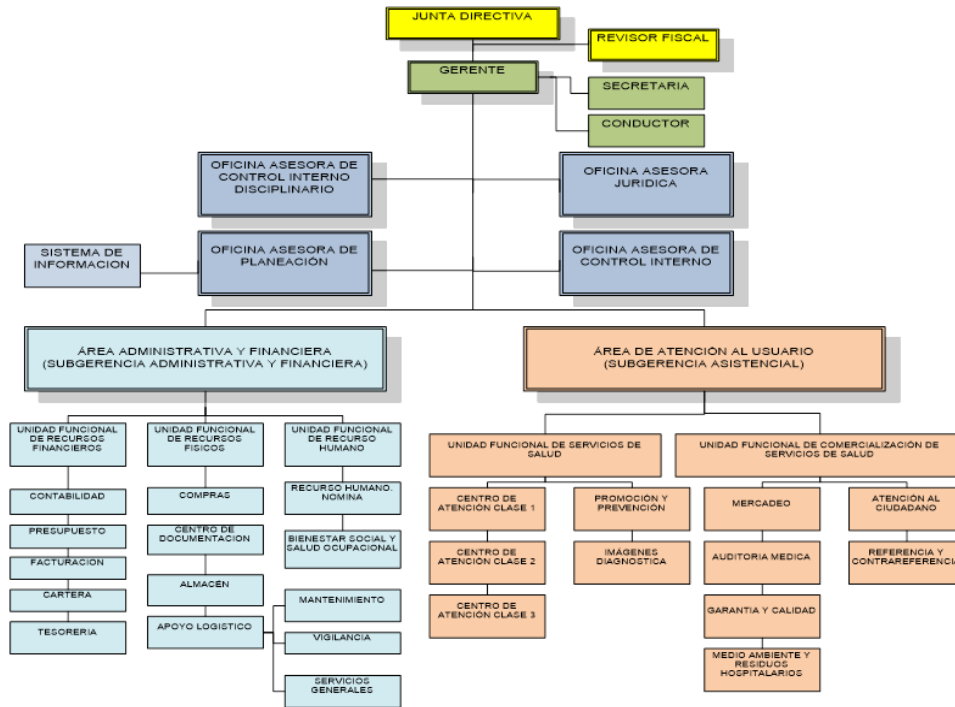 JUNTA DIRECTIVA
REVISOR FISCAL
GERENTE
SECRETARIA
CONDUCTOR
OFICINA ASESORA DE
CONTROL INTERNO
DISCIPLINARIO
OFICINA ASESORA
JURIDICA
SISTEMA DE
INFORMACION
OFICINA ASESORA DE
PLANEACIÓN
OFICINA ASESORA DE
CONTROL INTERNO
ÁREA ADMINISTRATIVA Y FINANCIERA
(SUBGERENCIA ADMINISTRATIVA Y FINANCIERA)
ÁREA DE ATENCIÓN AL USUARIO
(SUBGERENCIA ASISTENCIAL)
UNIDAD FUNCIONAL
DE RECURSOS
FINANCIEROS
UNIDAD FUNCIONAL
DE RECURSOS
FISICOS
UNIDAD FUNCIONAL
DE RECURSO
HUMANO
UNIDAD FUNCIONAL DE SERVICIOS DE
SALUD
UNIDAD FUNCIONAL DE COMERCIALIZACIÓN DE
SERVICIOS DE SALUD
CONTABILIDAD
PRESUPUESTO
FACTURACION
CARTERA
TESORERIA
COMPRAS
CENTRO DE
DOCUMENTACION
ALMACÉN
APOYO LOGISTICO
RECURSO HUMANO.
NOMINA
BIENESTAR SOCIAL Y
SALUD OCUPACIONAL
MANTENIMIENTO
VIGILANCIA
SERVICIOS
GENERALES
CENTRO DE
ATENCIÓN CLASE 1
CENTRO DE
ATENCIÓN CLASE 2
CENTRO DE
ATENCIÓN CLASE 3
PROMOCIÓN Y
PREVENCIÓN
IMÁGENES
DIAGNOSTICA
MERCADEO
AUDITORIA MEDICA
GARANTIA Y CALIDAD
MEDIO AMBIENTE Y
RESIDUOS
HOSPITALARIOS
ATENCIÓN AL
CIUDADANO
REFERENCIA Y
CONTRAREFERENCIA